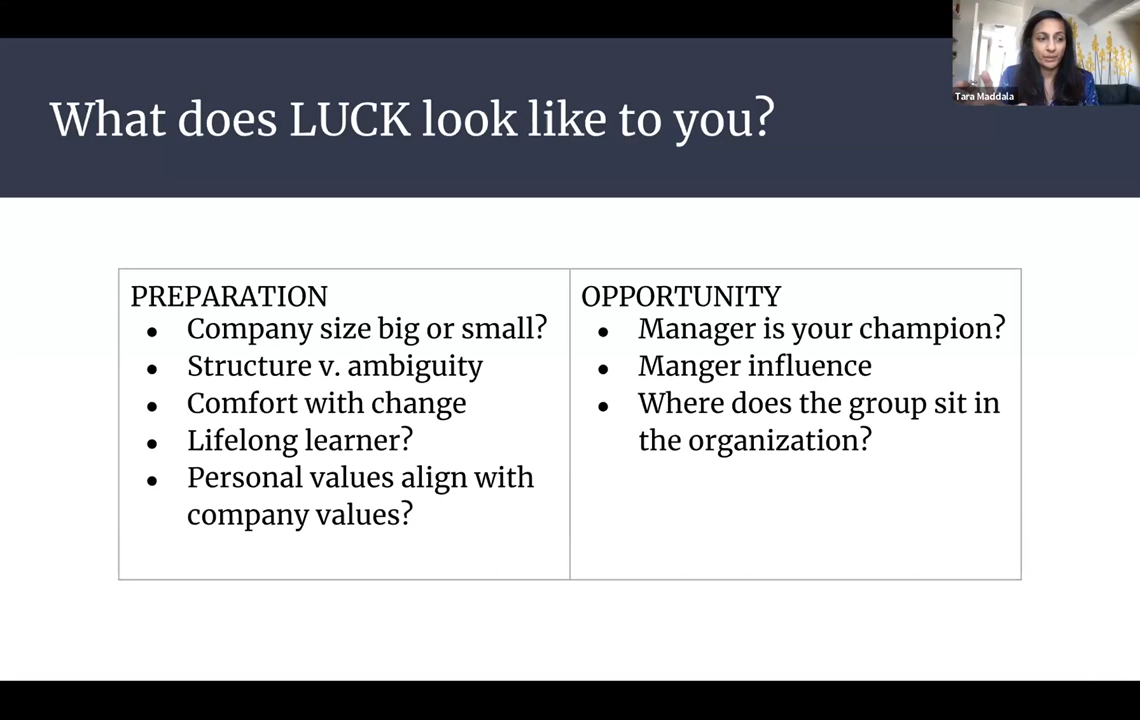 What does LUCK look like to you?
Tara Maddala
PREPARATION
● Company size big or small?
● Structure v. ambiguity
● Comfort with change
● Lifelong learner?
● Personal values align with
company values?
OPPORTUNITY
● Manager is your champion?
● Manger influence
● Where does the group sit in
the organization?